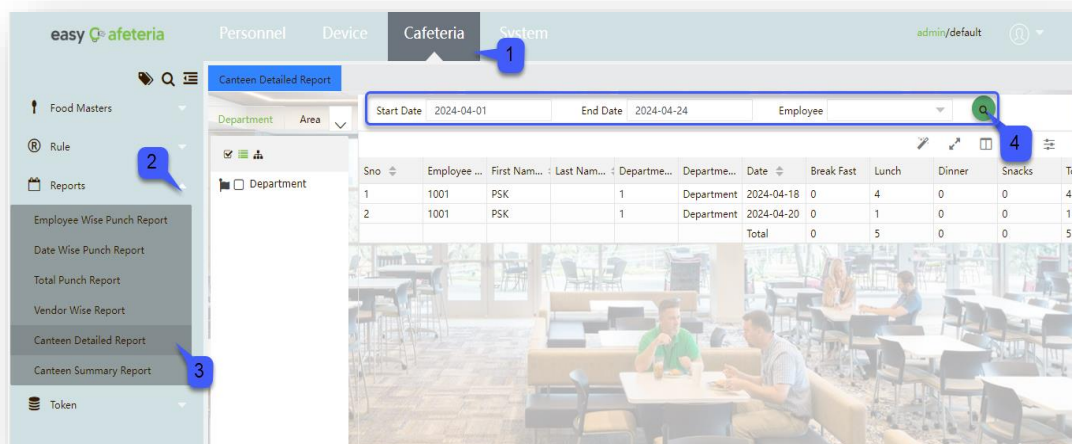 easy Cafeteria
Personnel Device Cafeteria System
admin/default
1
Canteen Detailed Report
Food Masters
Rule
Reports
2
Employee Wise Punch Report
Date Wise Punch Report
Total Punch Report
Vendor Wise Report
Canteen Detailed Report
Canteen Summary Report
3
Token
Department Area
Department
Start Date 2024-04-01 End Date 2024-04-24 Employee
4
Sno Employee ... First Nam... Last Nam... Departme... Departme... Date Break Fast Lunch Dinner Snacks
1 1001 PSK 1 Department 2024-04-18 0 4 0 0 4
2 1001 PSK 1 Department 2024-04-20 0 1 0 0 1
Total 0 5 0 0 5